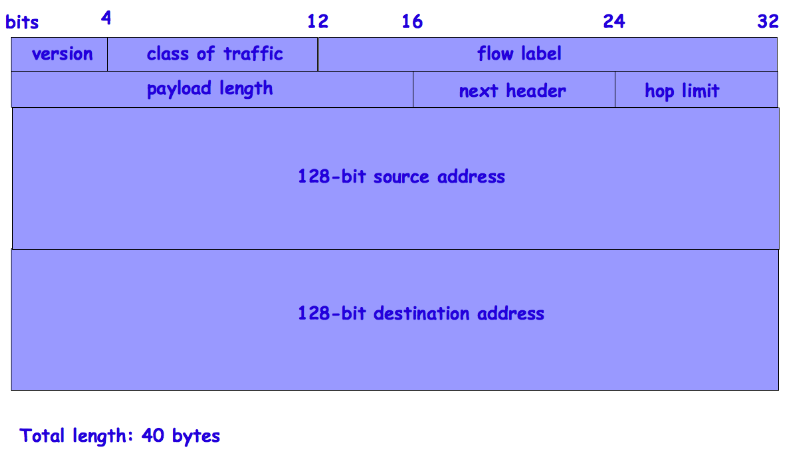 bits 4 12 16 24 32
version class of traffic flow label
payload length next header hop limit
128-bit source address
128-bit destination address
Total length: 40 bytes